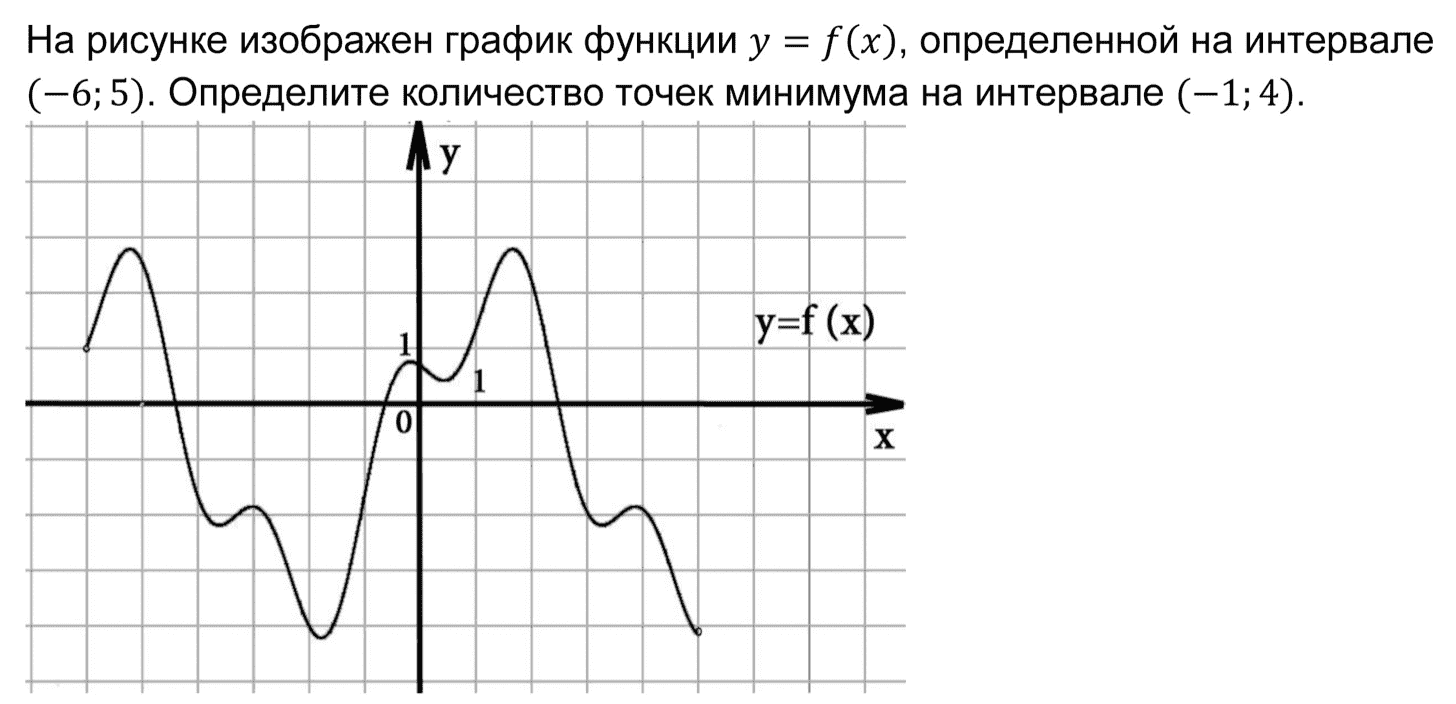 На рисунке изображен график функции y = f(x), определенной на интервале
(−6; 5). Определите количество точек минимума на интервале (−1; 4).
y
y=f (x)
1
1
0
x